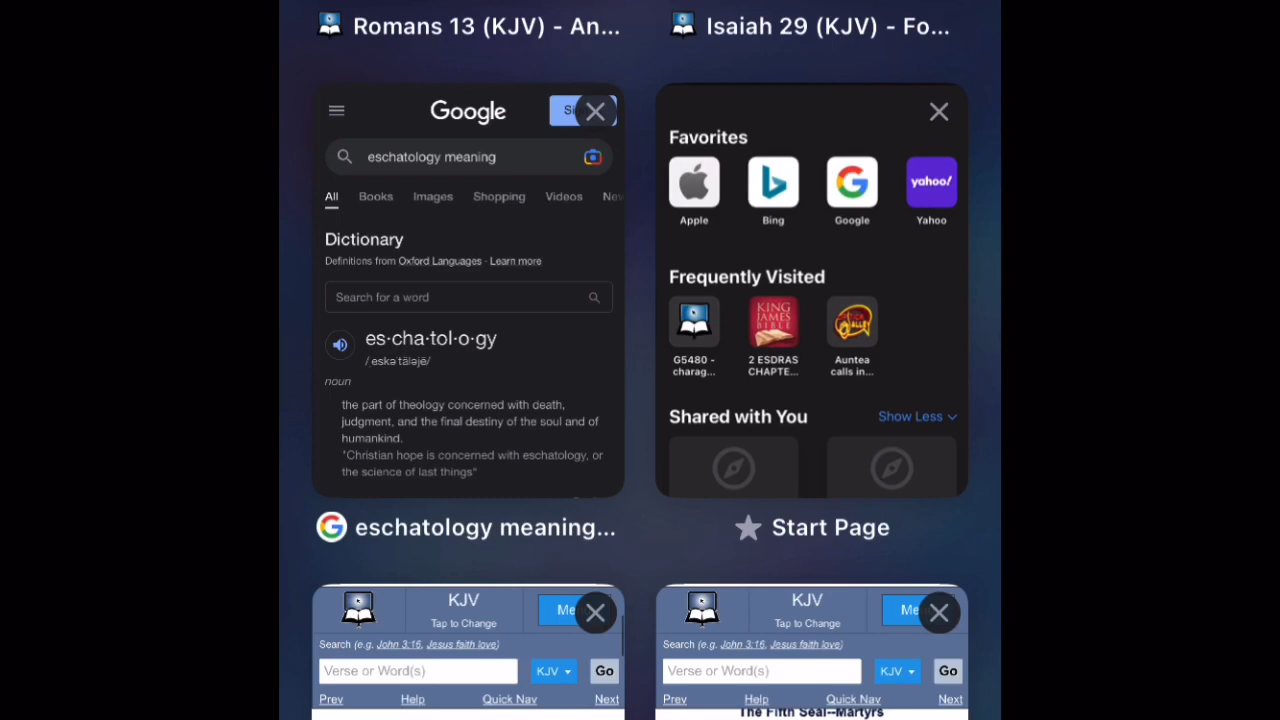 Romans 13 (KJV) - An...
Isaiah 29 (KJV) - Fo...
Google
eschatology meaning
All Books Images Shopping Videos
Dictionary
Definitions from Oxford Languages · Learn more
Search for a word
es·cha·tol·o·gy
/ˌeskəˈtäləjē/
noun
the part of theology concerned with death,
judgment, and the final destiny of the soul and of
humankind.
"Christian hope is concerned with eschatology, or
the science of last things"
eschatology meaning...
Favorites
yahoo!
Apple Bing Google Yahoo
Frequently Visited
KING
JAMES
BIBLE
G5480 -
charag...
2 ESDRAS
CHAPTE...
Auntea
calls in...
Shared with You
Show Less
Start Page
KJV
Tap to Change
Search (e.g. John 3:16, Jesus faith love)
Verse or Word(s)
KJV
Go
Prev Help Quick Nav Next
KJV
Tap to Change
Search (e.g. John 3:16, Jesus faith love)
Verse or Word(s)
KJV
Go
Prev Help Quick Nav Next
The Fifth Seal--Martyrs